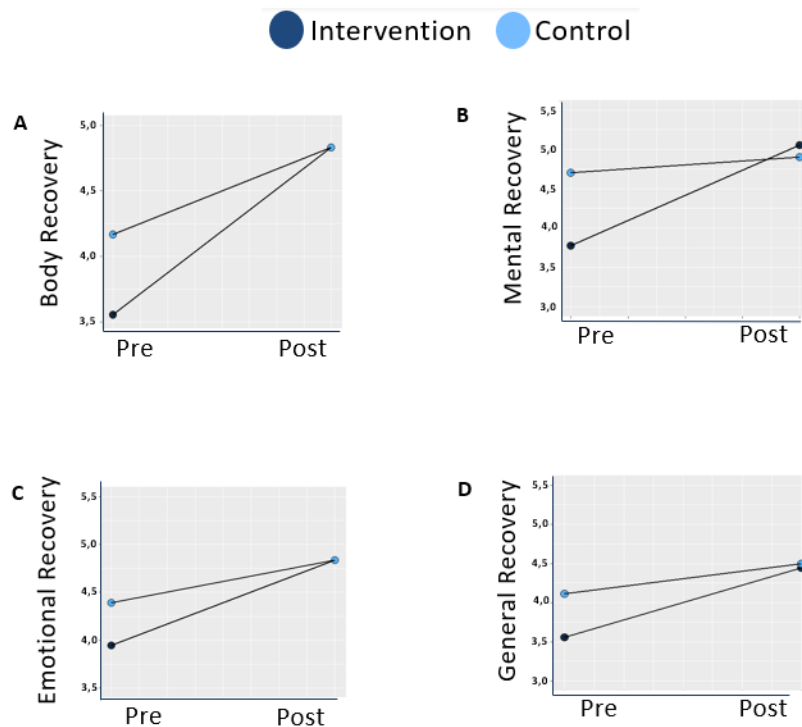 Intervention Control
A
Body Recovery
5,0
4,5
4,0
3,5
Pre Post
B
Mental Recovery
5,5
5,0
4,5
4,0
3,5
3,0
Pre Post
C
Emotional Recovery
5,5
5,0
4,5
4,0
3,5
Pre Post
D
General Recovery
5,5
5,0
4,5
4,0
3,5
3,0
Pre Post